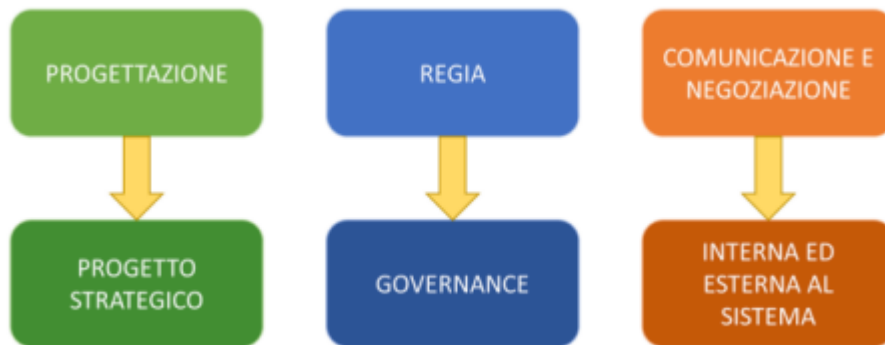 PROGETTAZIONE
REGIA
COMUNICAZIONE E
NEGOZIAZIONE
PROGETTO
STRATEGICO
GOVERNANCE
INTERNA ED
ESTERNA AL
SISTEMA